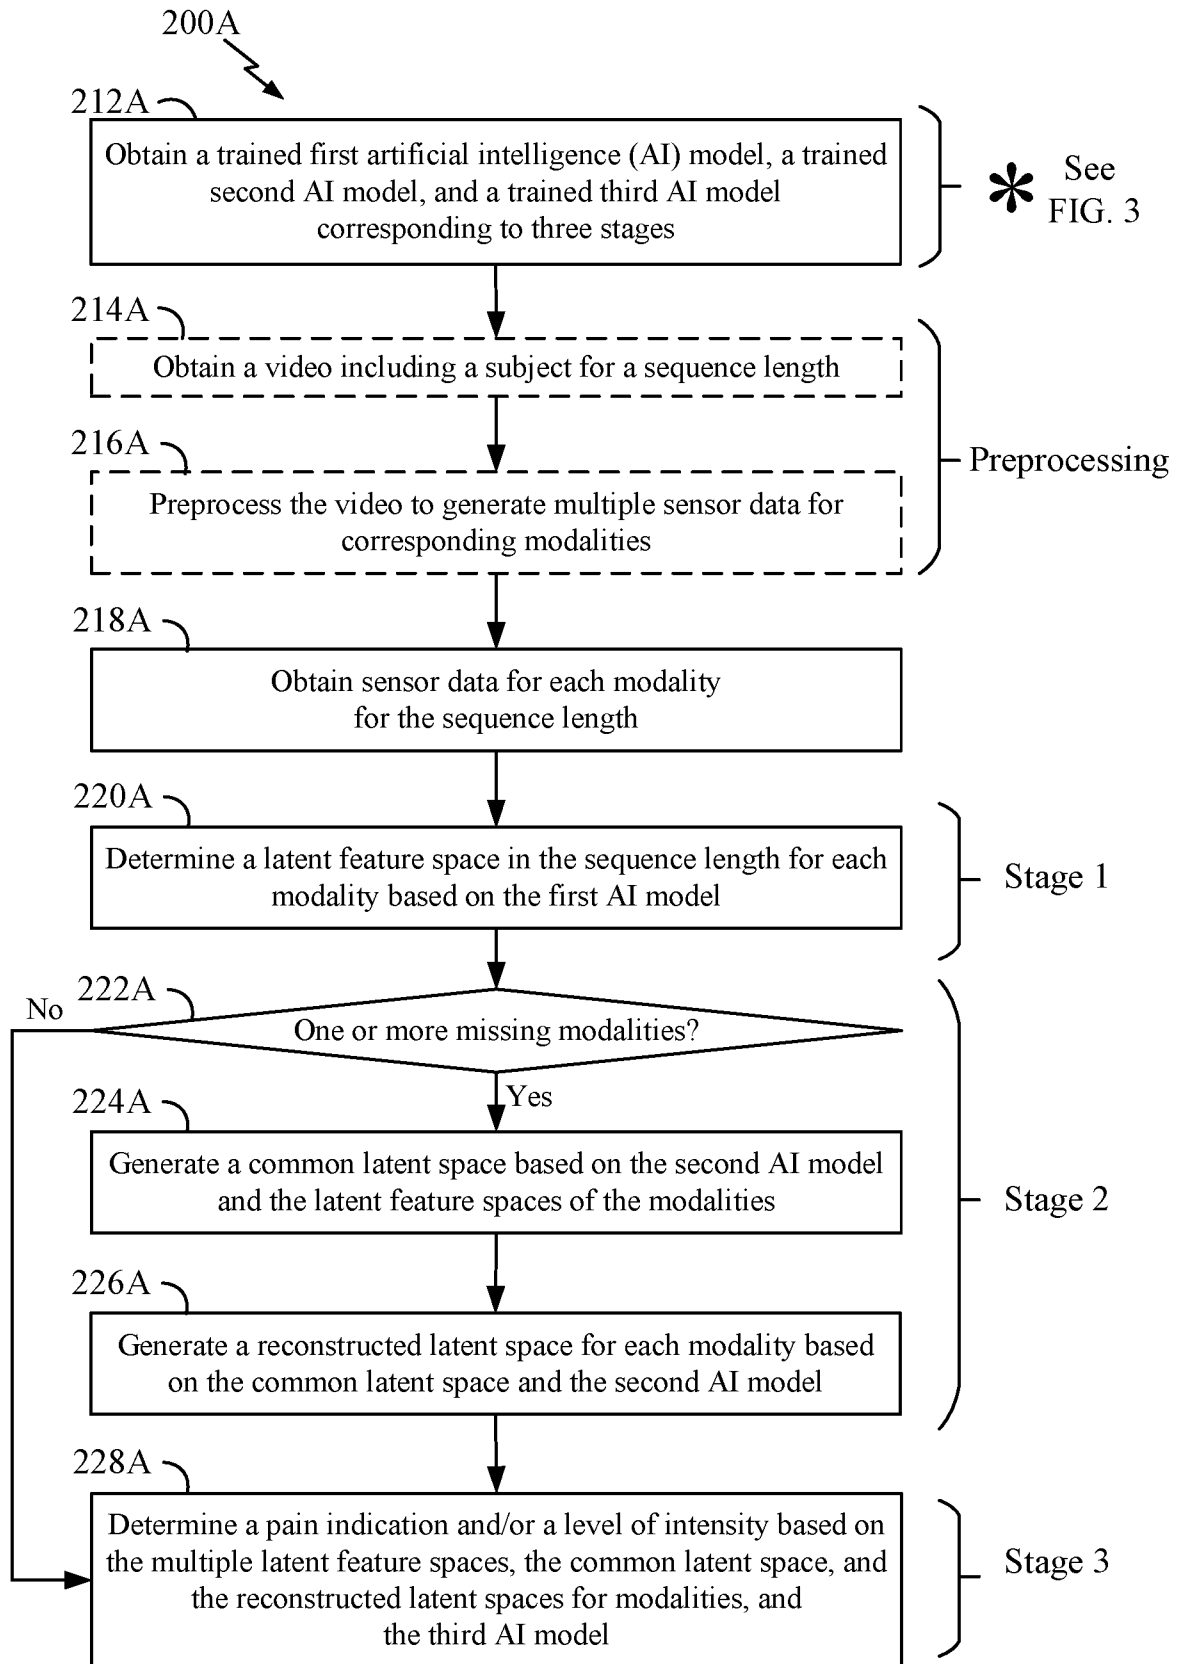 200A
212A
Obtain a trained first artificial intelligence (AI) model, a trained
second AI model, and a trained third AI model
corresponding to three stages
* See
FIG. 3
214A
Obtain a video including a subject for a sequence length
216A
Preprocess the video to generate multiple sensor data for
corresponding modalities
Preprocessing
218A
Obtain sensor data for each modality
for the sequence length
220A
Determine a latent feature space in the sequence length for each
modality based on the first AI model
Stage 1
222A
No
One or more missing modalities?
Yes
224A
Generate a common latent space based on the second AI model
and the latent feature spaces of the modalities
Stage 2
226A
Generate a reconstructed latent space for each modality based
on the common latent space and the second AI model
228A
Determine a pain indication and/or a level of intensity based on
the multiple latent feature spaces, the common latent space, and
the reconstructed latent spaces for modalities, and
the third AI model
Stage 3